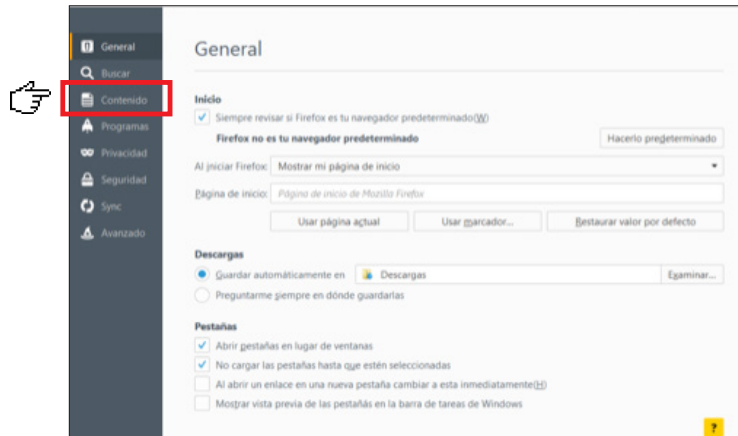 General
Buscar
Contenido
Programas
Privacidad
Seguridad
Sync
Avanzado
General
Inicio
Siempre revisar si Firefox es tu navegador predeterminado(W)
Firefox no es tu navegador predeterminado
Hacerlo predeterminado
Al iniciar Firefox: Mostrar mi página de inicio
Página de inicio: Página de inicio de Mozilla Firefox
Usar página actual Usar marcador... Restaurar valor por defecto
Descargas
Guardar automáticamente en Descargas Examinar...
Preguntarme siempre en dónde guardarlas
Pestañas
Abrir pestañas en lugar de ventanas
No cargar las pestañas hasta que estén seleccionadas
Al abrir un enlace en una nueva pestaña cambiar a esta inmediatamente(H)
Mostrar vista previa de las pestañás en la barra de tareas de Windows
?